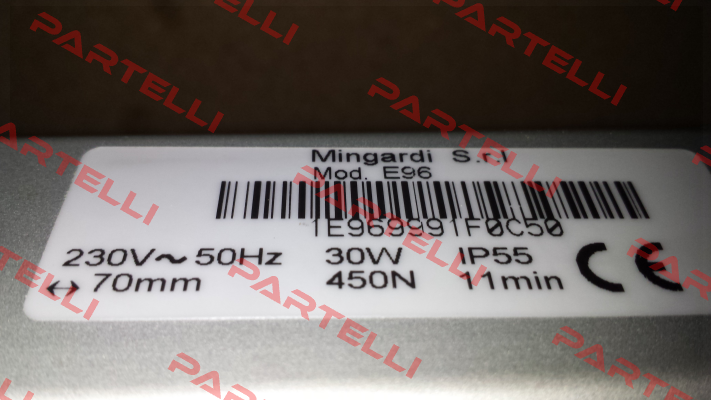 PARTELLI
PARTELLI
PARTELLI
PARTELLI
PARTELLI
Mingardi S.r.l
Mod. E96
1E969991F0C50
230V~ 50Hz 30W IP55
↔ 70mm 450N 11min CE
PARTELLI
PARTELLI
PARTELLI